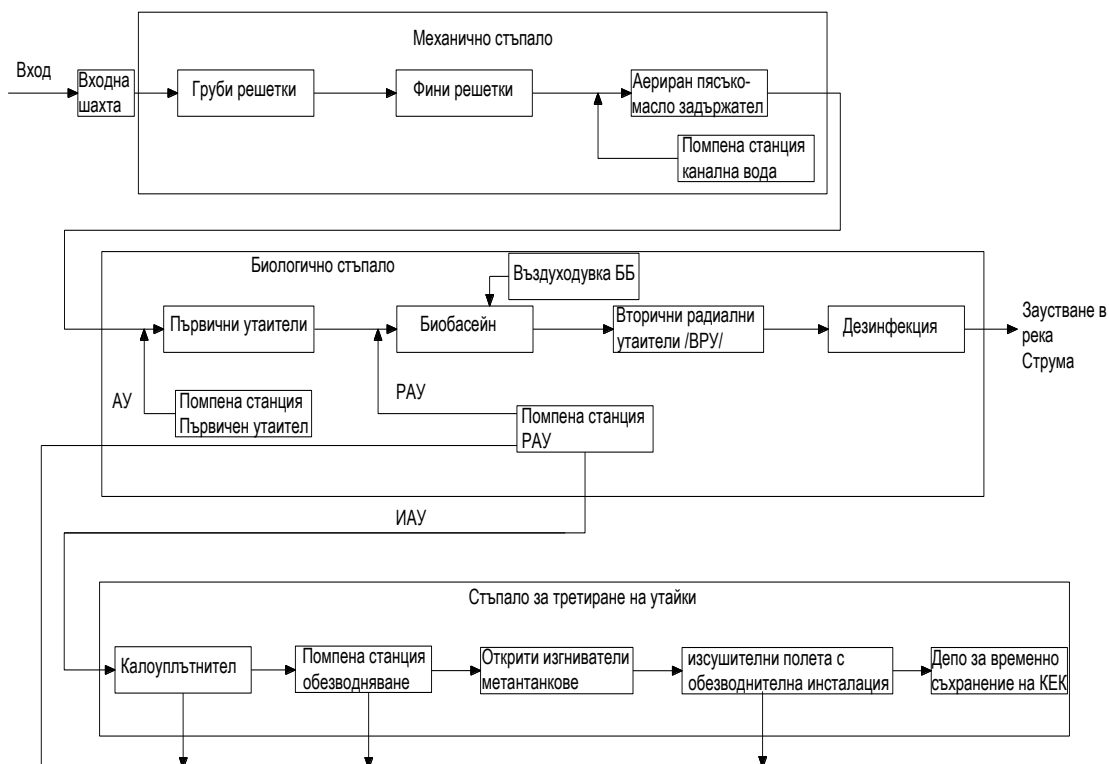 Механично стъпало
Вход
Входна
шахта
Груби решетки
Фини решетки
Аериран пясъко-
масло задържател
Помпена станция
канална вода
Биологично стъпало
Въздуходувка ББ
Първични утаители
Биобасейн
Вторични радиални
утаители /ВРУ/
Дезинфекция
Заустване в
река
Струма
АУ
Помпена станция
Първичен утаител
РАУ
Помпена станция
РАУ
ИАУ
Стъпало за третиране на утайки
Калоуплътнител
Помпена станция
обезводняване
Открити изгниватели
метантанкове
изсушителни полета с
обезводнителна инсталация
Депо за временно
съхранение на КЕК